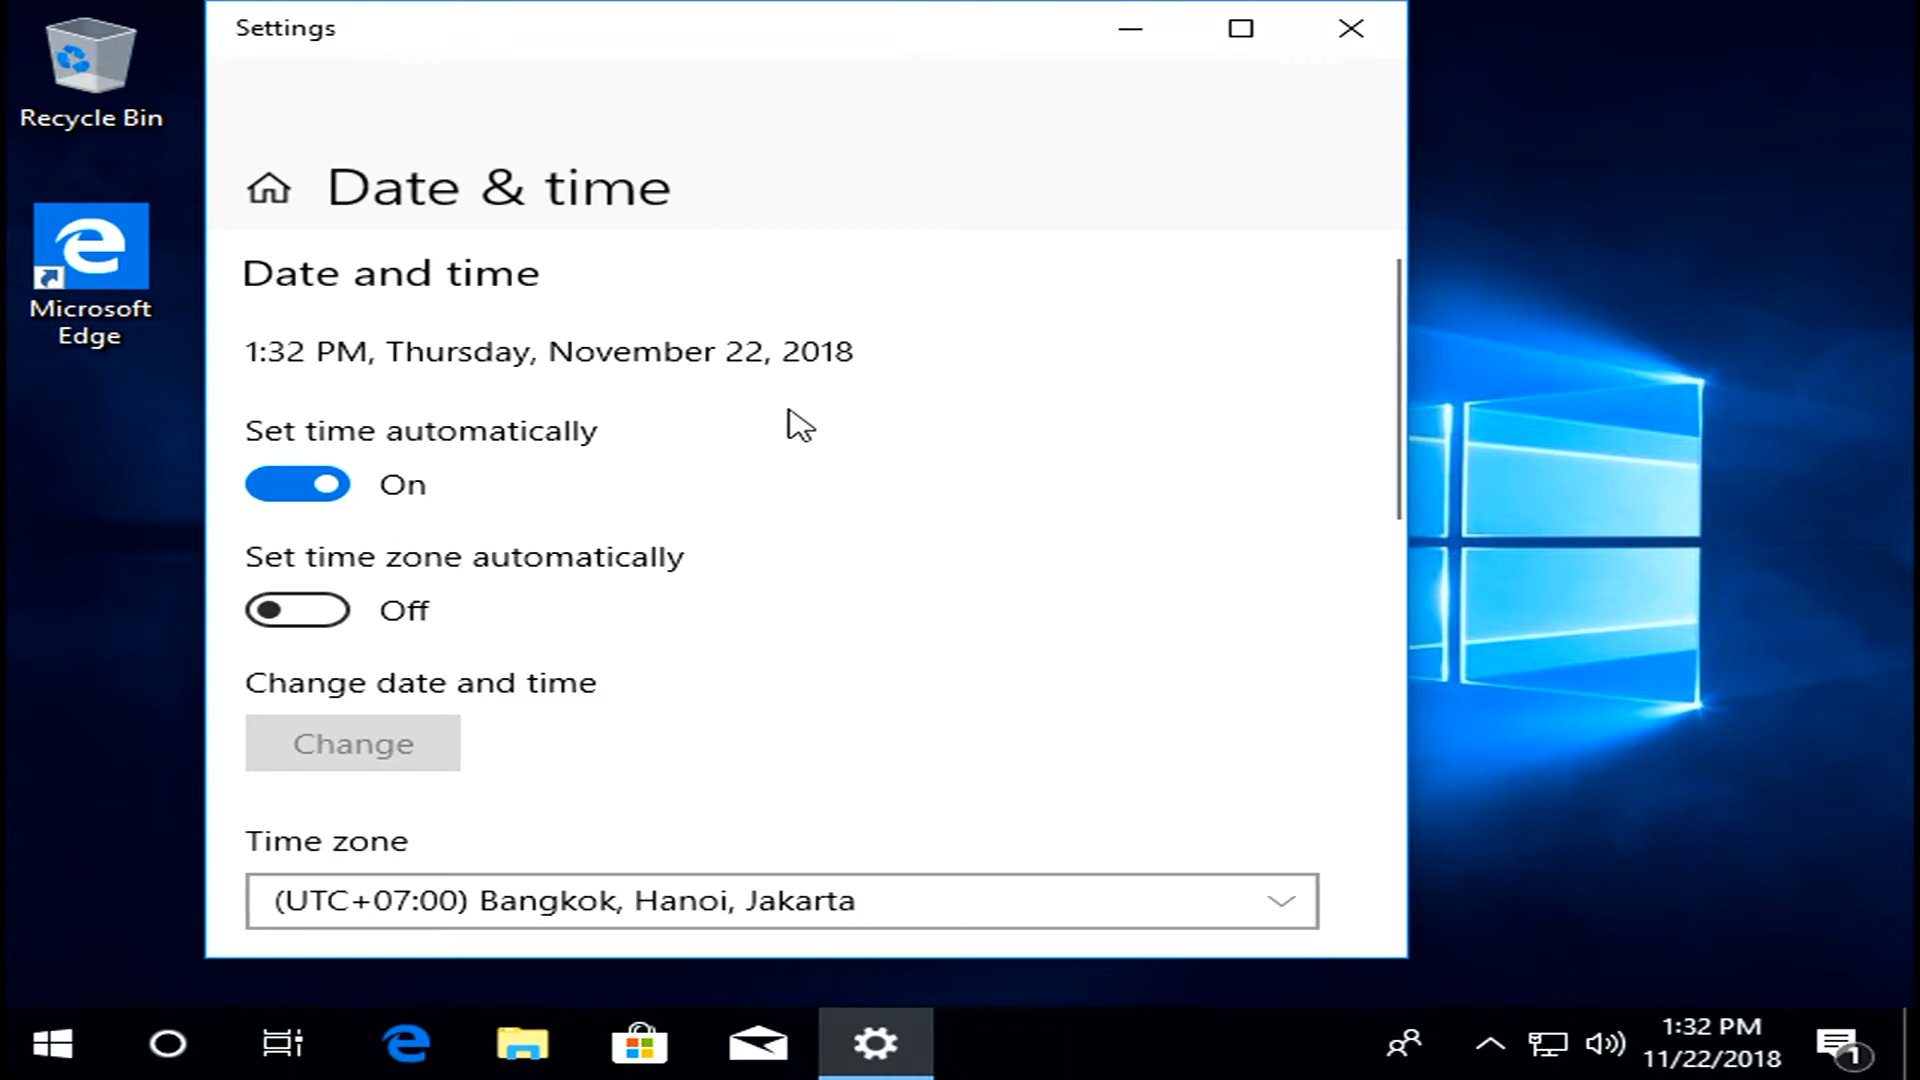 Settings
Recycle Bin
Microsoft
Edge
Date & time
Date and time
1:32 PM, Thursday, November 22, 2018
Set time automatically
On
Set time zone automatically
Off
Change date and time
Change
Time zone
(UTC+07:00) Bangkok, Hanoi, Jakarta
1:32 PM
11/22/2018
1